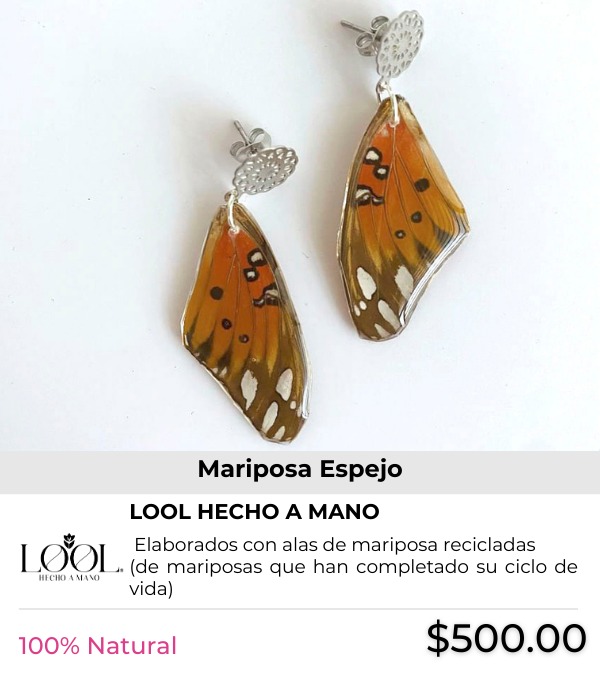 Mariposa Espejo
LOOL HECHO A MANO
LOOL®
HECHO A MANO
Elaborados con alas de mariposa recicladas
(de mariposas que han completado su ciclo de
vida)
100% Natural
$500.00